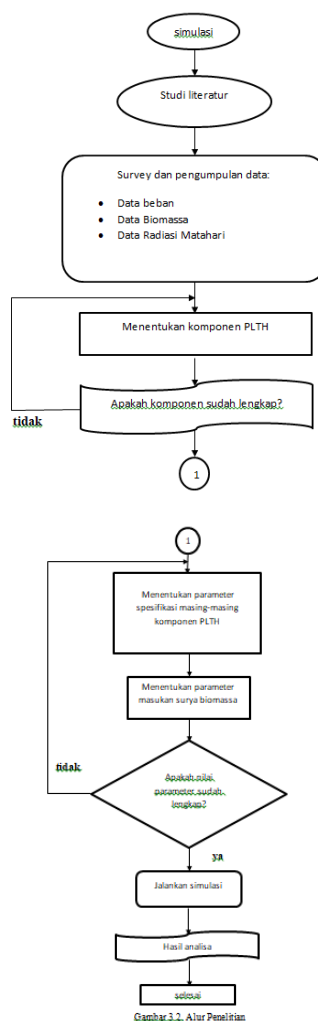 simulasi
Studi literatur
Survey dan pengumpulan data:
• Data beban
• Data Biomassa
• Data Radiasi Matahari
Menentukan komponen PLTH
Apakah komponen sudah lengkap?
tidak
1
1
Menentukan parameter
spesifikasi masing-masing
komponen PLTH
Menentukan parameter
masukan surya biomassa
tidak
Apakah nilai
parameter sudah
lengkap?
ya
Jalankan simulasi
Hasil analisa
selesai
Gambar 3.2. Alur Penelitian